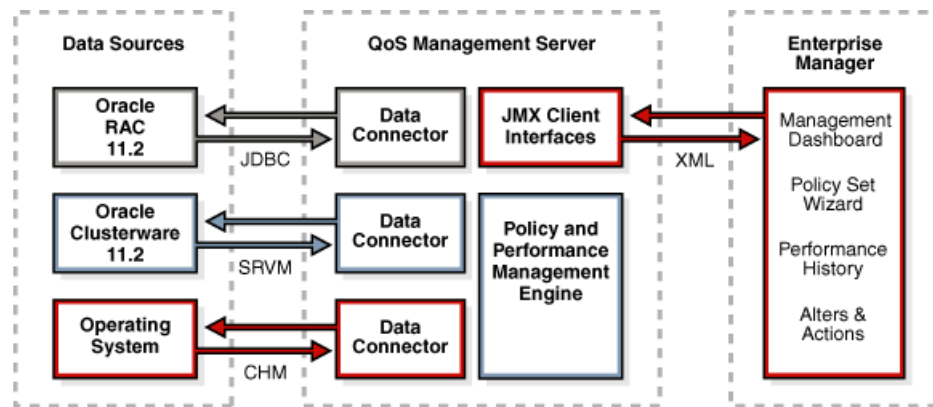 Data Sources
Oracle
RAC
11.2
Oracle
Clusterware
11.2
Operating
System
JDBC
SRVM
CHM
QoS Management Server
Data
Connector
Data
Connector
Data
Connector
JMX Client
Interfaces
Policy and
Performance
Management
Engine
XML
Enterprise
Manager
Management
Dashboard
Policy Set
Wizard
Performance
History
Alters &
Actions